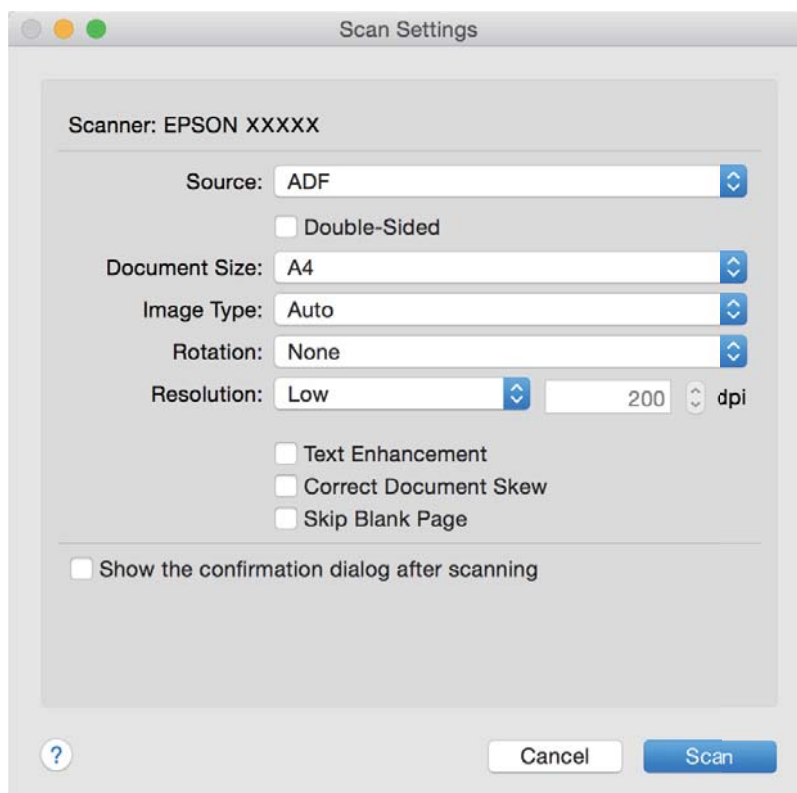 Scan Settings
Scanner: EPSON XXXXX
Source: ADF
Double-Sided
Document Size: A4
Image Type: Auto
Rotation: None
Resolution: Low 200 dpi
Text Enhancement
Correct Document Skew
Skip Blank Page
Show the confirmation dialog after scanning
? Cancel Scan